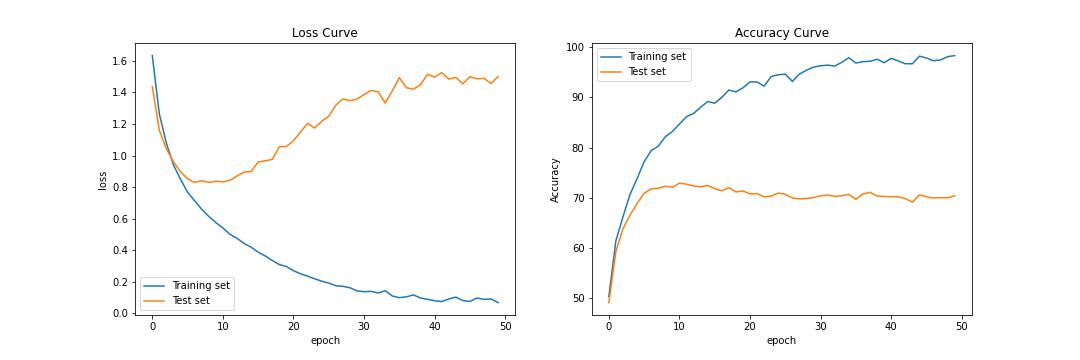 Loss Curve
1.6
1.4
1.2
1.0
0.8
0.6
0.4
0.2
0.0
loss
Training set
Test set
0 10 20 30 40 50
epoch
Accuracy Curve
100
90
80
70
60
50
Accuracy
Training set
Test set
0 10 20 30 40 50
epoch